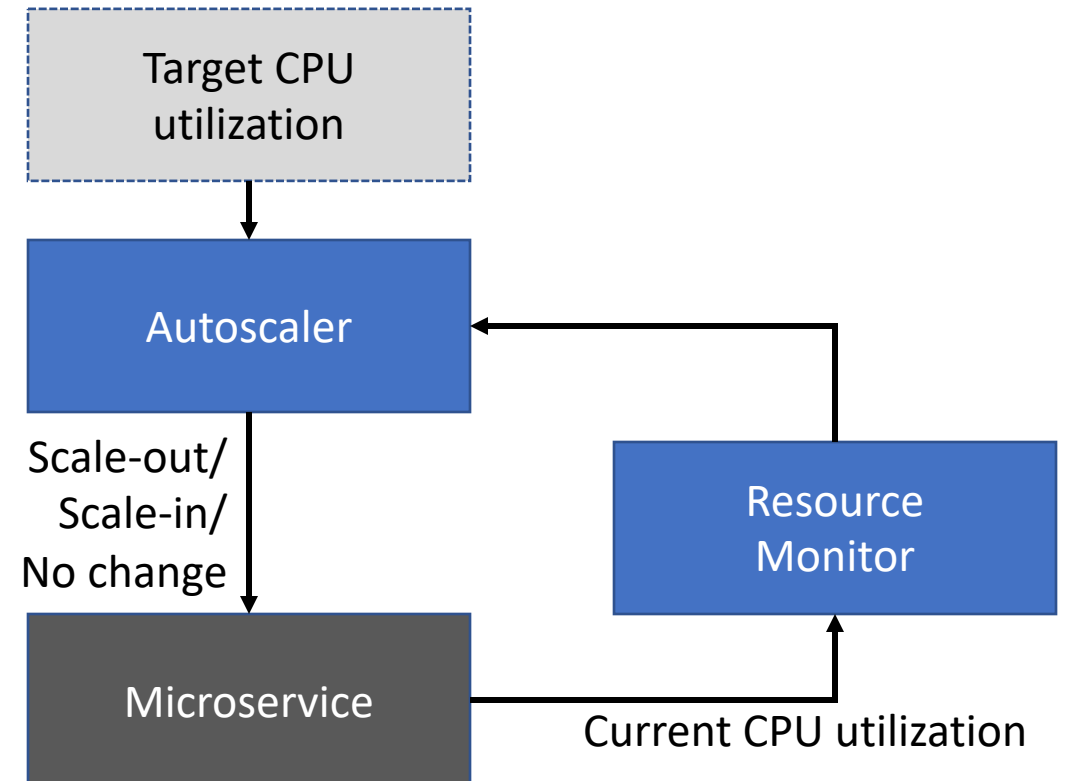 Target CPU
utilization
Autoscaler
Scale-out/
Scale-in/
No change
Resource
Monitor
Microservice
Current CPU utilization